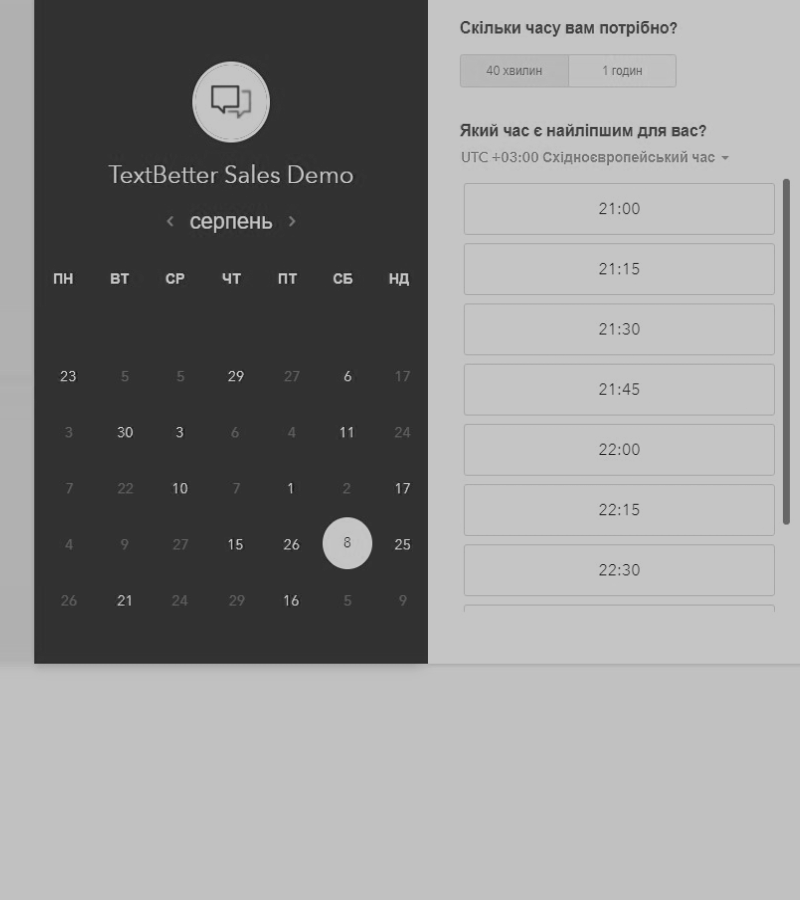 TextBetter Sales Demo
серпень
ПН ВТ СР ЧТ ПТ СБ НД
23 5 5 29 27 6 17
3 30 3 6 4 11 24
7 22 10 7 1 2 17
4 9 27 15 26 8 25
26 21 24 29 16 5 9
Скільки часу вам потрібно?
40 хвилин 1 годин
Який час є найліпшим для вас?
UTC +03:00 Східноєвропейський час
21:00
21:15
21:30
21:45
22:00
22:15
22:30